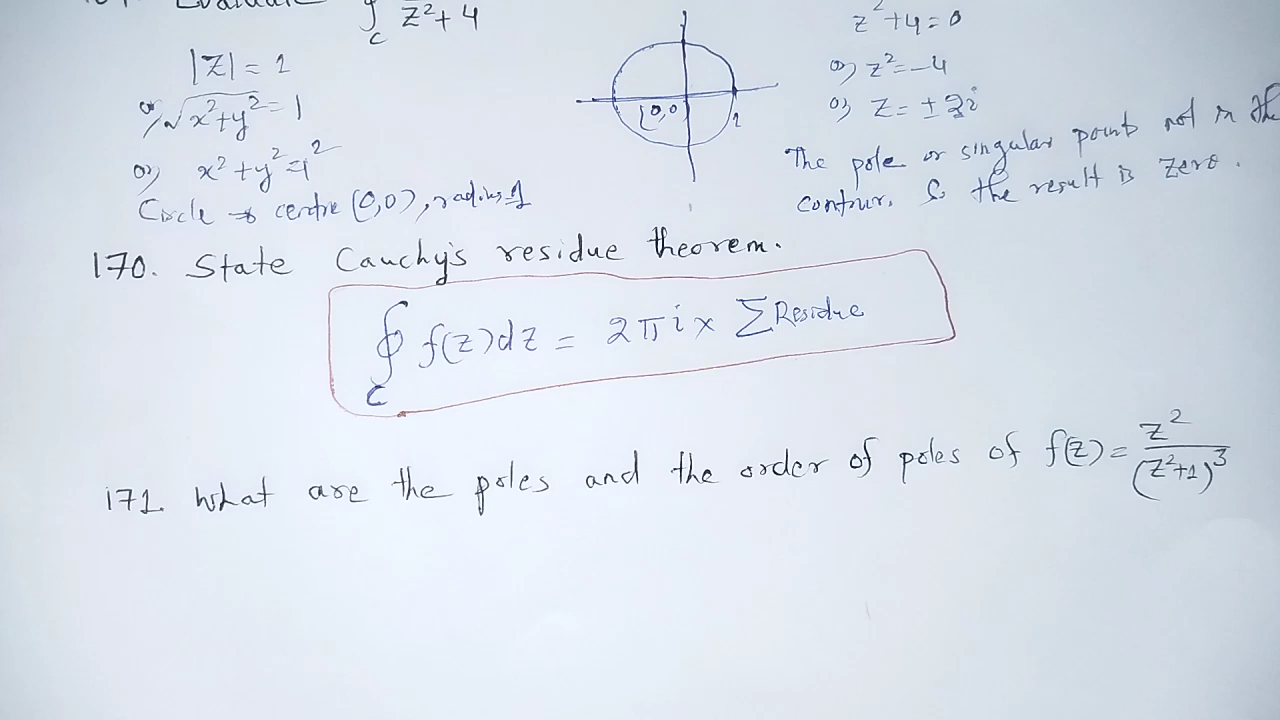 Evaluate ∮ z²+4
C
|Z| = 1
or, √x²+y² = 1
or, x²+y² = 1²
Circle → centre (0,0), radius 1
(0,0)
1
z²+4=0
or, z²=-4
or, z = ±2i
The pole or singular point not in the
contour. So the result is zero.
170. State Cauchy's residue theorem.
∮ f(z)dz = 2πi × ΣResidue
C
171. What are the poles and the order of poles of f(z) = z²/(z²+1)³